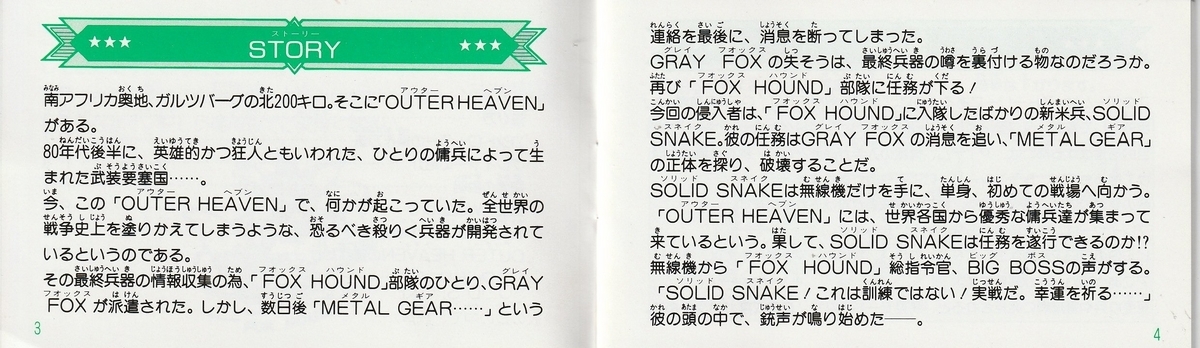 ストーリー
STORY
南アフリカ奥地、ガルツバーグの北200キロ。そこに「OUTER HEAVEN」
がある。
80年代後半に、英雄的かつ狂人ともいわれた、ひとりの傭兵によって生
まれた武装要塞国……。
今、この「OUTER HEAVEN」で、何かが起こっていた。全世界の
戦争史上を塗りかえてしまうような、恐るべき殺りく兵器が開発されて
いるというのである。
その最終兵器の情報収集の為、「FOX HOUND」部隊のひとり、GRAY
FOXが派遣された。しかし、数日後「METAL GEAR……」という
3
連絡を最後に、消息を断ってしまった。
GRAY FOXの失そうは、最終兵器の噂を裏付ける物なのだろうか。
再び「FOX HOUND」部隊に任務が下る!
今回の侵入者は、「FOX HOUND」に入隊したばかりの新米兵、SOLID
SNAKE。彼の任務はGRAY FOXの消息を追い、「METAL GEAR」
の正体を探り、破壊することだ。
SOLID SNAKEは無線機だけを手に、単身、初めての戦場へ向かう。
「OUTER HEAVEN」には、世界各国から優秀な傭兵達が集まって
来ているという。果して、SOLID SNAKEは任務を遂行できるのか!?
無線機から「FOX HOUND」総指令官、BIG BOSSの声がする。
「SOLID SNAKE!これは訓練ではない!実戦だ。幸運を祈る……」
彼の頭の中で、銃声が鳴り始めた──。
4